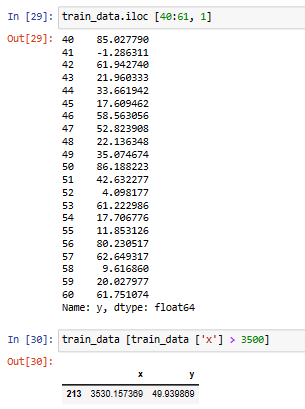 In [29]: train_data.iloc [40:61, 1]
Out[29]: 40 85.027790
41 -1.286311
42 61.942740
43 21.960333
44 33.661942
45 17.609462
46 58.563056
47 52.823908
48 22.136348
49 35.074674
50 86.188223
51 42.632277
52 4.098177
53 61.222986
54 17.706776
55 11.853126
56 80.230517
57 62.649317
58 9.616860
59 20.027977
60 61.751074
Name: y, dtype: float64
In [30]: train_data [train_data ['x'] > 3500]
Out[30]:
x y
213 3530.157369 49.939869